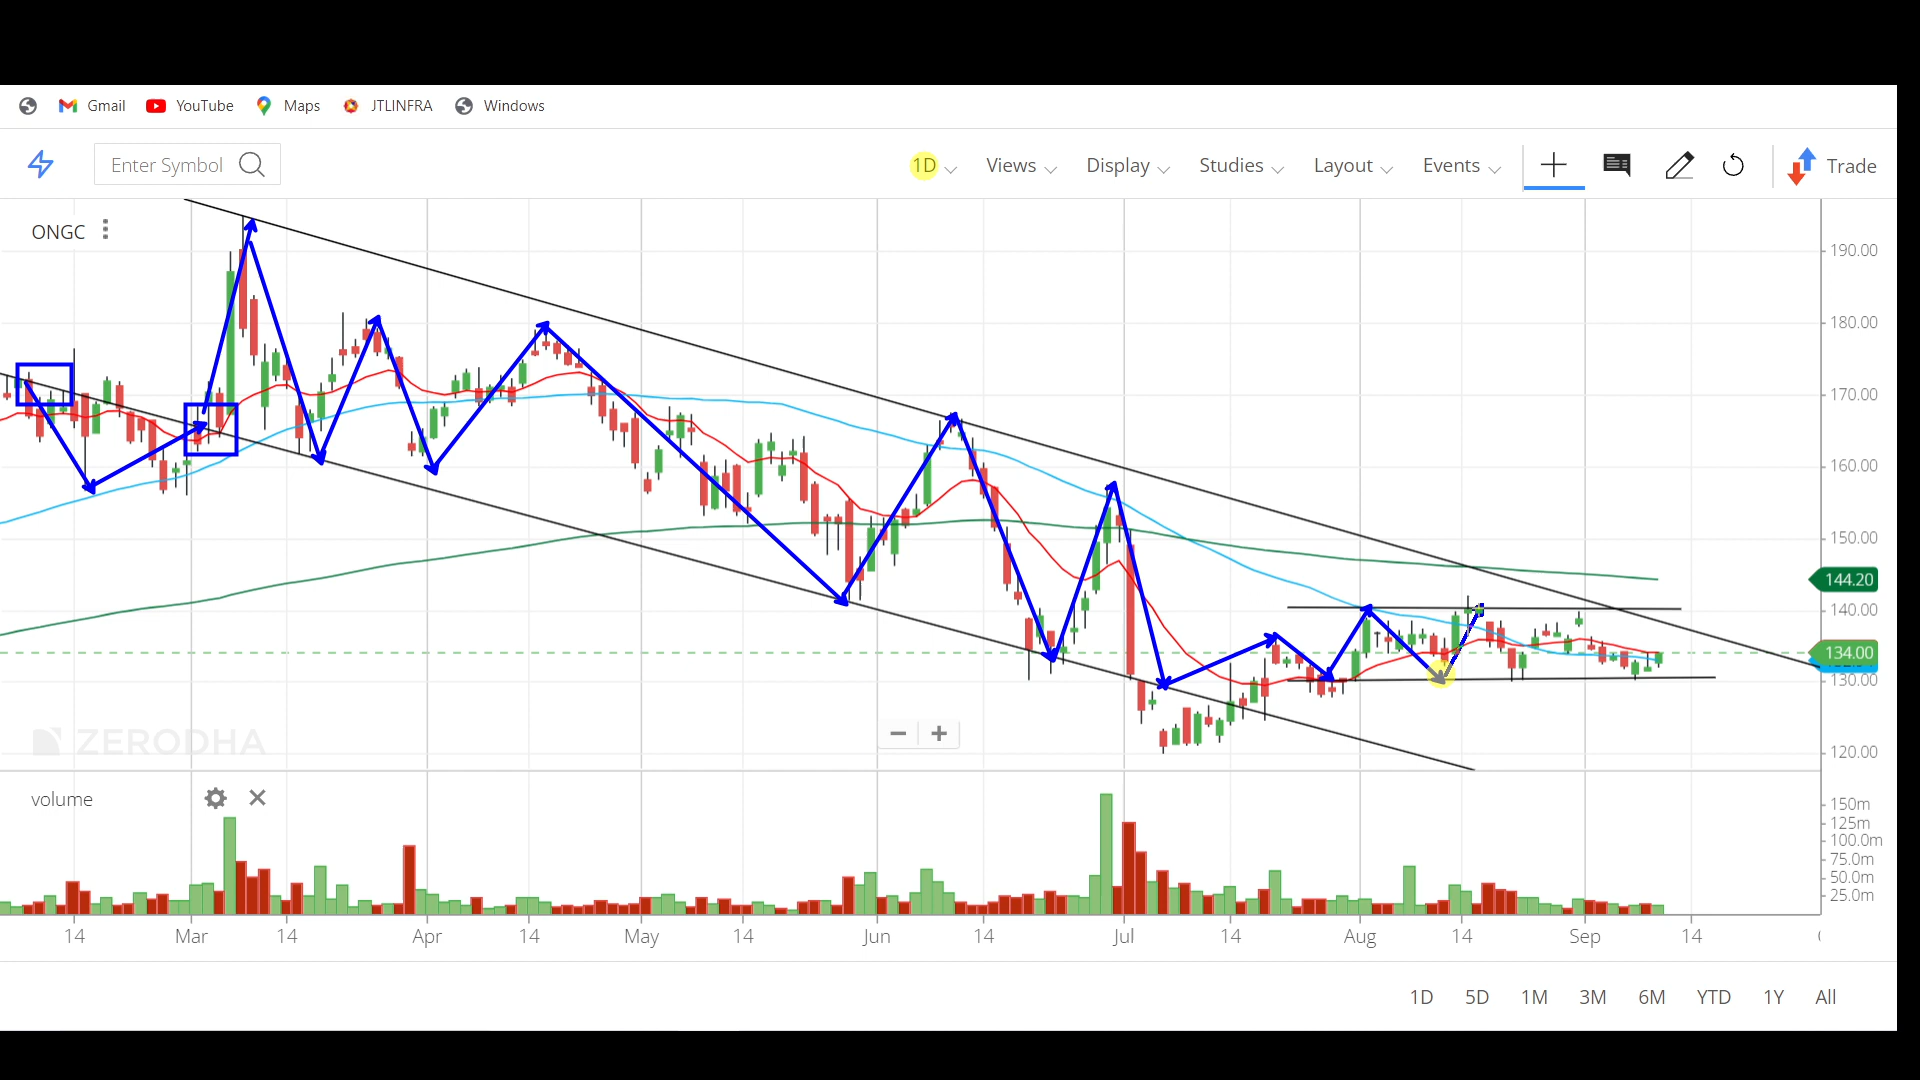 Gmail YouTube Maps JTLINFRA Windows
Enter Symbol 1D Views Display Studies Layout Events Trade
ONGC
190.00
180.00
170.00
160.00
150.00
144.20
140.00
134.00
130.00
120.00
ZERODHA
volume
150m
125m
100.0m
75.0m
50.0m
25.0m
14 Mar 14 Apr 14 May 14 Jun 14 Jul 14 Aug 14 Sep 14
1D 5D 1M 3M 6M YTD 1Y All